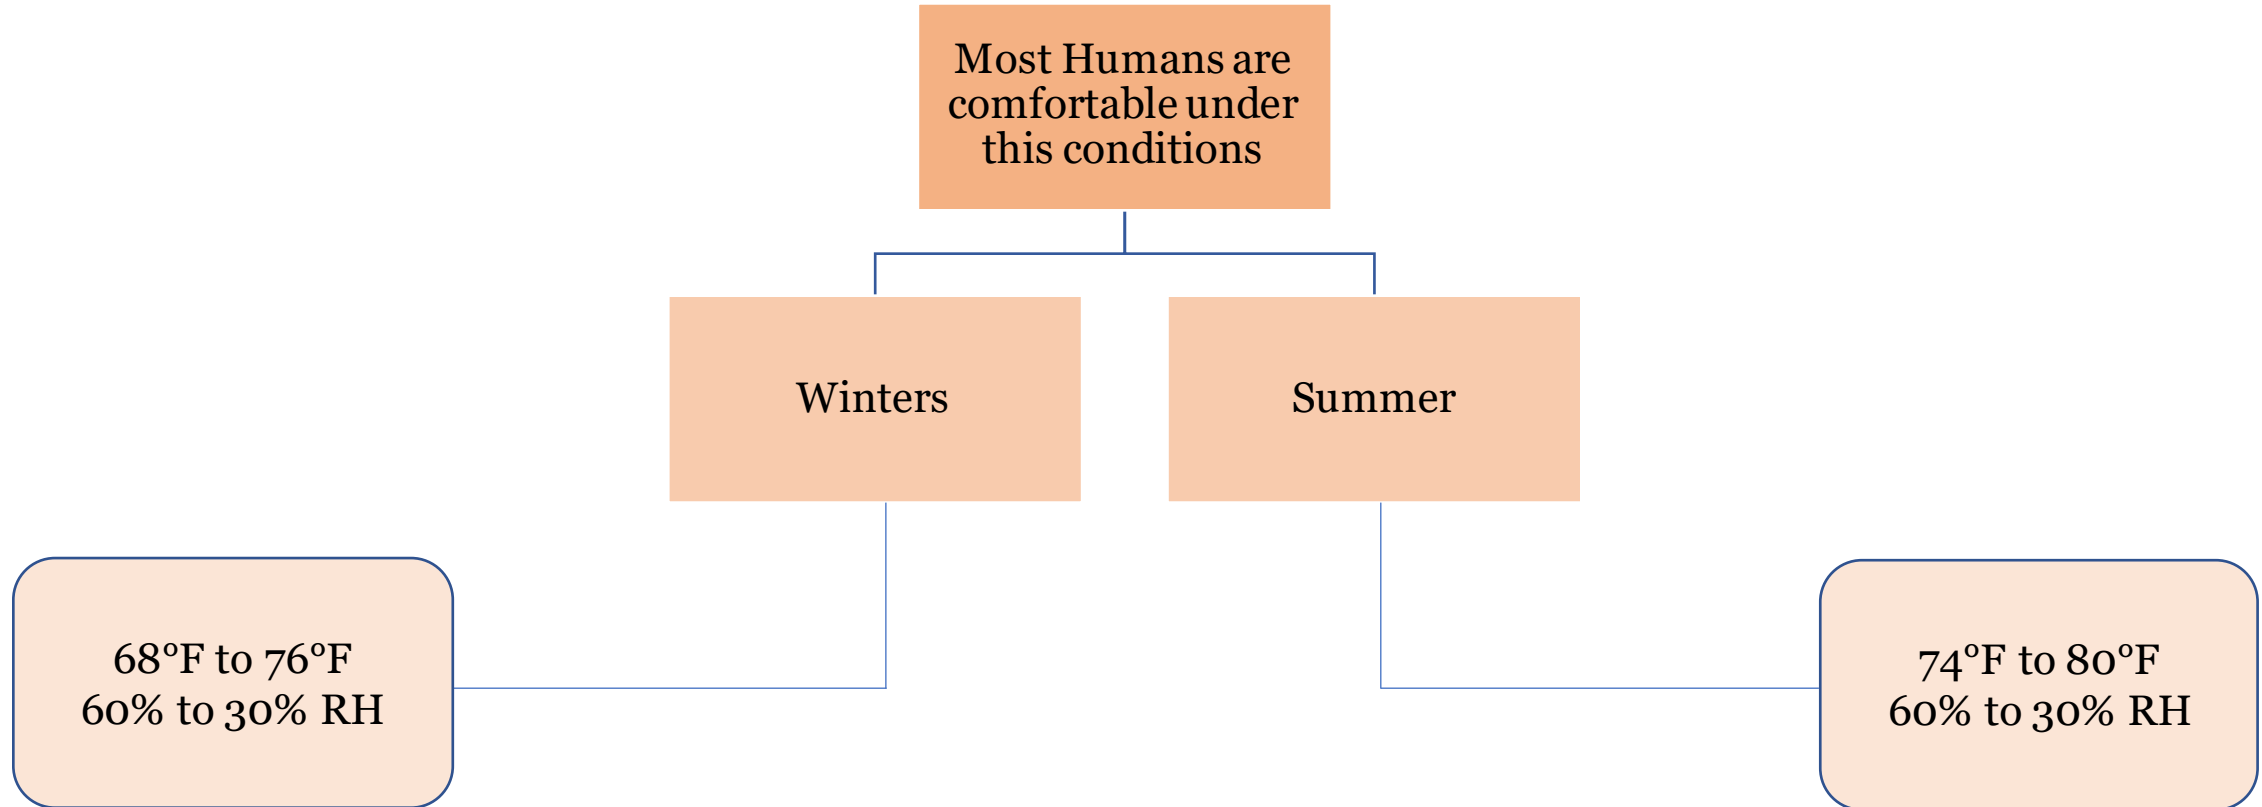 Most Humans are
comfortable under
this conditions
Winters
Summer
68°F to 76°F
60% to 30% RH
74°F to 80°F
60% to 30% RH